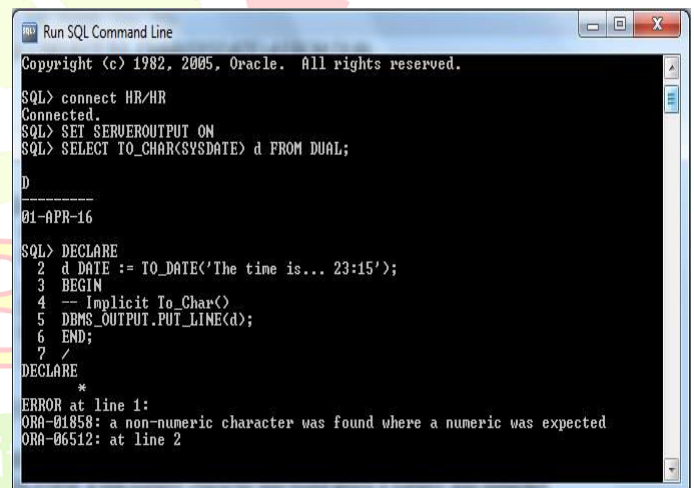 Run SQL Command Line
Copyright (c) 1982, 2005, Oracle.  All rights reserved.
SQL> connect HR/HR
Connected.
SQL> SET SERVEROUTPUT ON
SQL> SELECT TO_CHAR(SYSDATE) d FROM DUAL;
D
---------
01-APR-16
SQL> DECLARE
2 d DATE := TO_DATE('The time is... 23:15');
3 BEGIN
4 -- Implicit To_Char()
5 DBMS_OUTPUT.PUT_LINE(d);
6 END;
7 /
DECLARE
*
ERROR at line 1:
ORA-01858: a non-numeric character was found where a numeric was expected
ORA-06512: at line 2